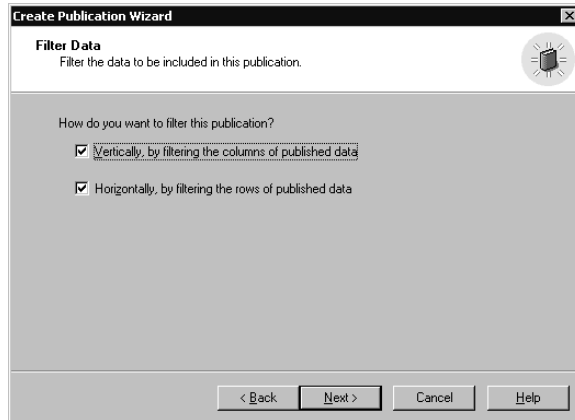 Create Publication Wizard
Filter Data
Filter the data to be included in this publication.
How do you want to filter this publication?
Vertically, by filtering the columns of published data
Horizontally, by filtering the rows of published data
< Back
Next >
Cancel
Help